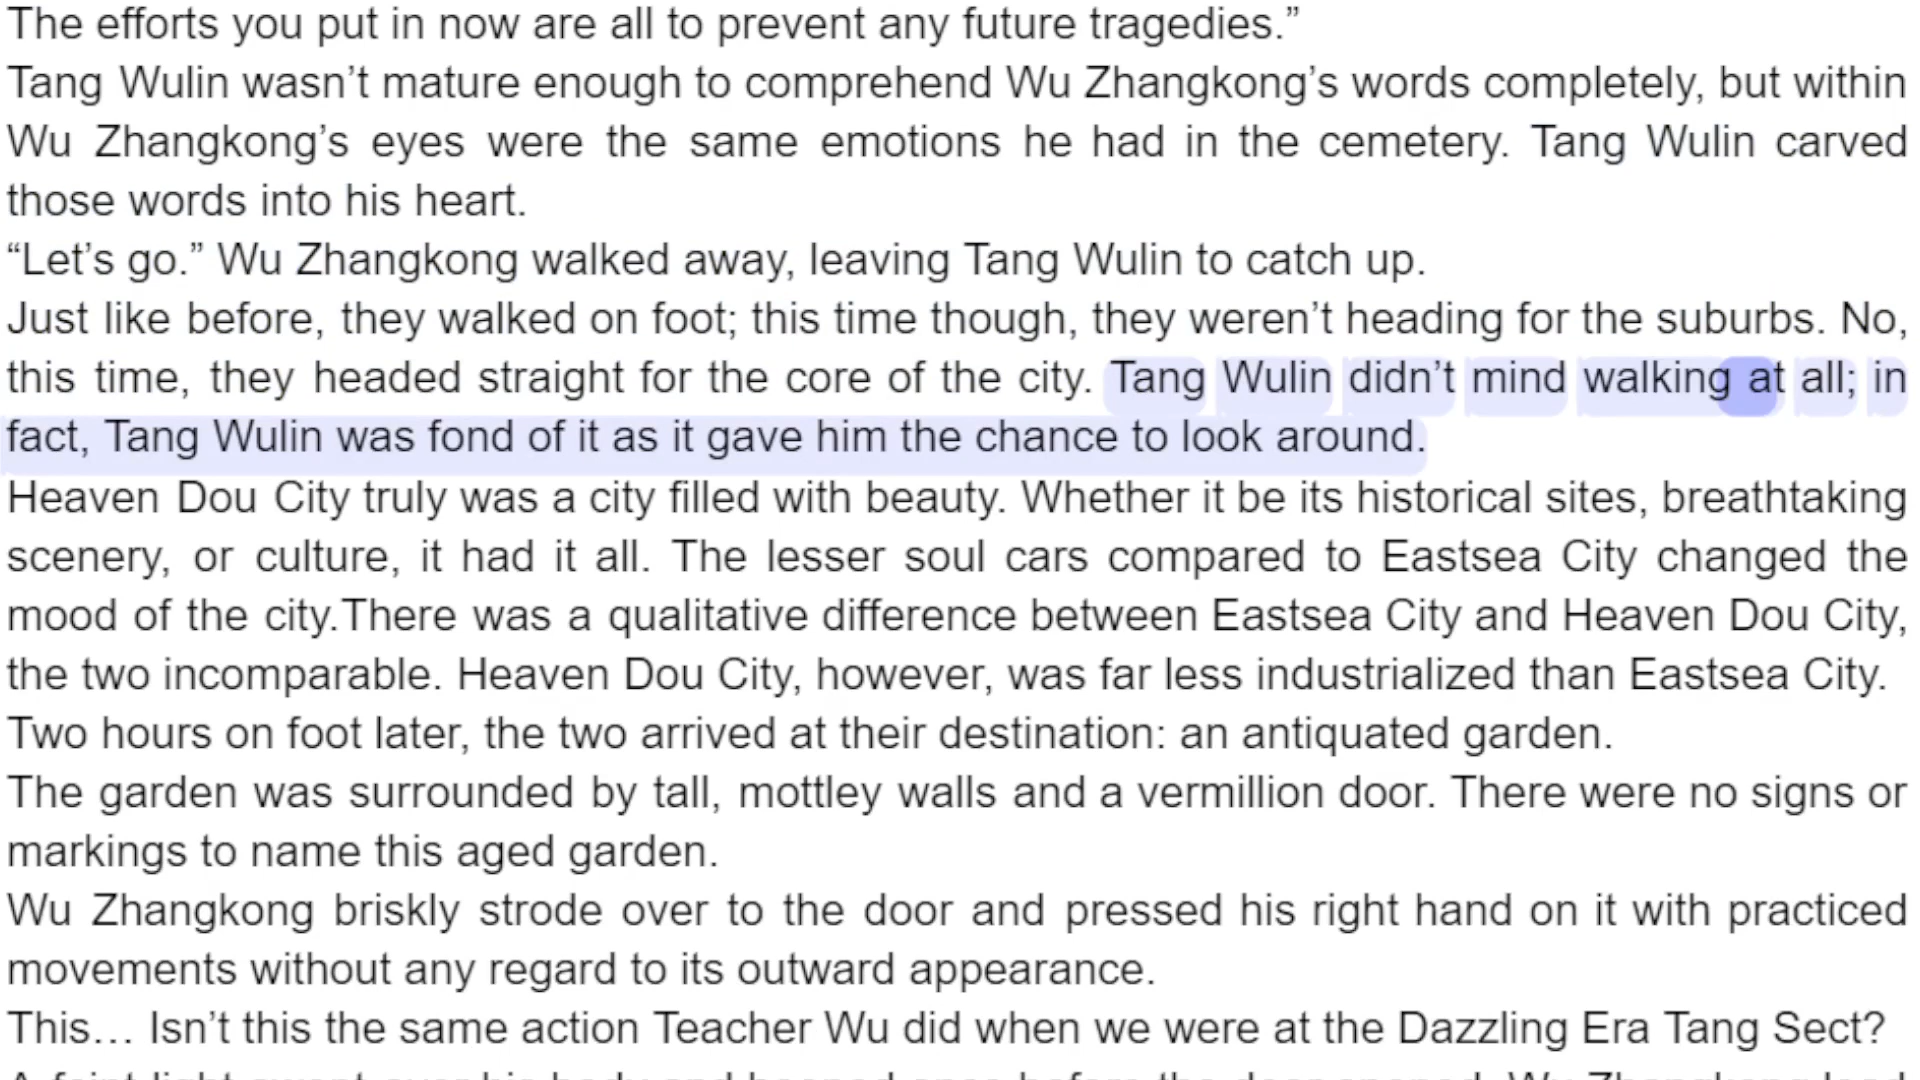 The efforts you put in now are all to prevent any future tragedies.”
Tang Wulin wasn’t mature enough to comprehend Wu Zhangkong’s words completely, but within
Wu Zhangkong’s eyes were the same emotions he had in the cemetery. Tang Wulin carved
those words into his heart.
“Let’s go.” Wu Zhangkong walked away, leaving Tang Wulin to catch up.
Just like before, they walked on foot; this time though, they weren’t heading for the suburbs. No,
this time, they headed straight for the core of the city. Tang Wulin didn’t mind walking at all; in
fact, Tang Wulin was fond of it as it gave him the chance to look around.
Heaven Dou City truly was a city filled with beauty. Whether it be its historical sites, breathtaking
scenery, or culture, it had it all. The lesser soul cars compared to Eastsea City changed the
mood of the city.There was a qualitative difference between Eastsea City and Heaven Dou City,
the two incomparable. Heaven Dou City, however, was far less industrialized than Eastsea City.
Two hours on foot later, the two arrived at their destination: an antiquated garden.
The garden was surrounded by tall, mottley walls and a vermillion door. There were no signs or
markings to name this aged garden.
Wu Zhangkong briskly strode over to the door and pressed his right hand on it with practiced
movements without any regard to its outward appearance.
This… Isn’t this the same action Teacher Wu did when we were at the Dazzling Era Tang Sect?